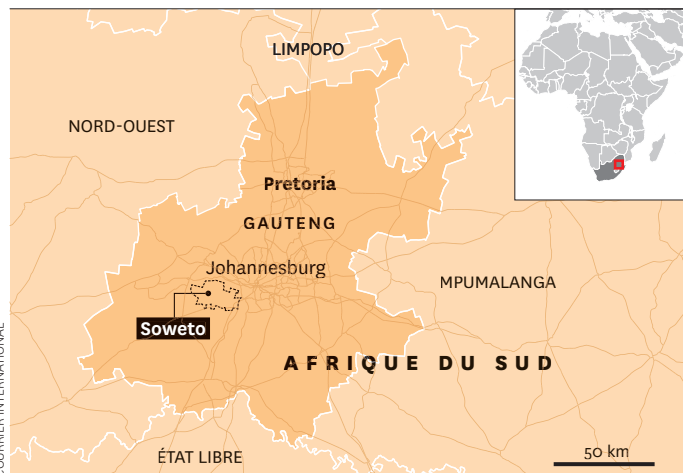 LIMPOPO
NORD-OUEST
Pretoria
GAUTENG
Johannesburg
MPUMALANGA
Soweto
AFRIQUE DU SUD
ÉTAT LIBRE
50 km
COURRIER INTERNATIONAL